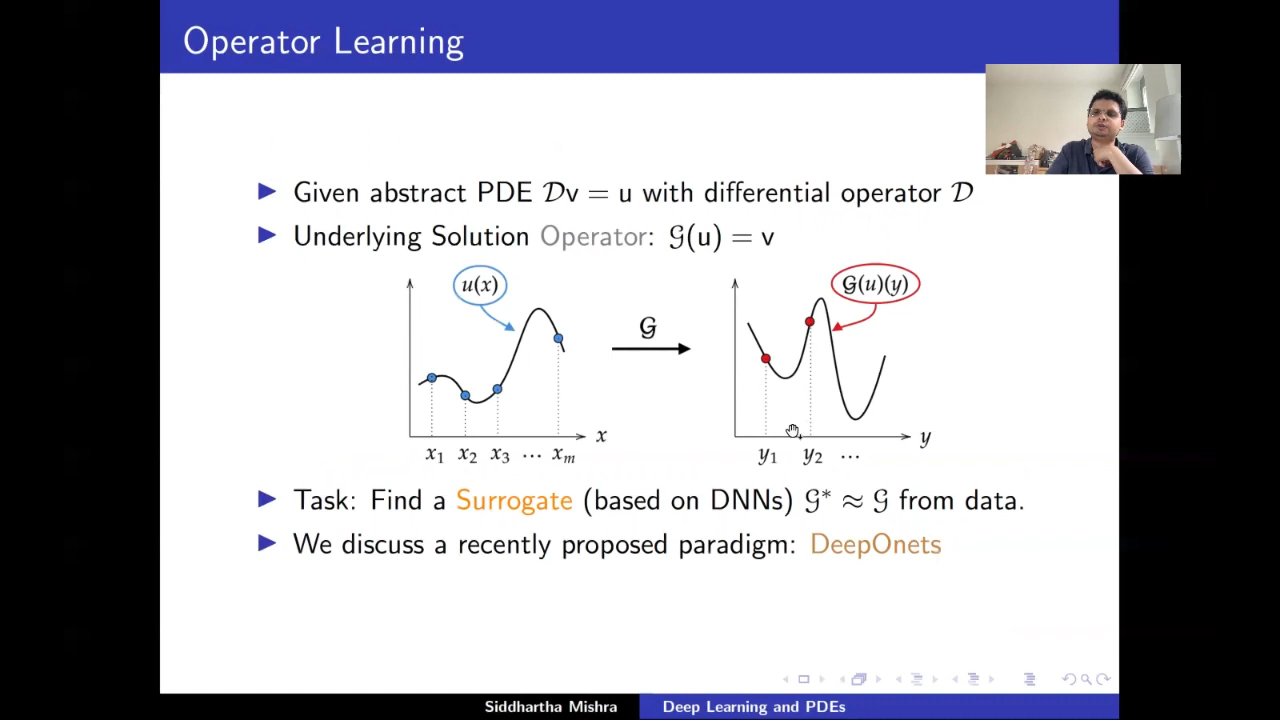 Operator Learning
Given abstract PDE 𝒟v = u with differential operator 𝒟
Underlying Solution Operator: 𝒢(u) = v
u(x)
𝒢(u)(y)
𝒢
x
y
x₁ x₂ x₃ ⋯ xₘ
y₁ y₂ ⋯
Task: Find a Surrogate (based on DNNs) 𝒢* ≈ 𝒢 from data.
We discuss a recently proposed paradigm: DeepOnets
Siddhartha Mishra
Deep Learning and PDEs